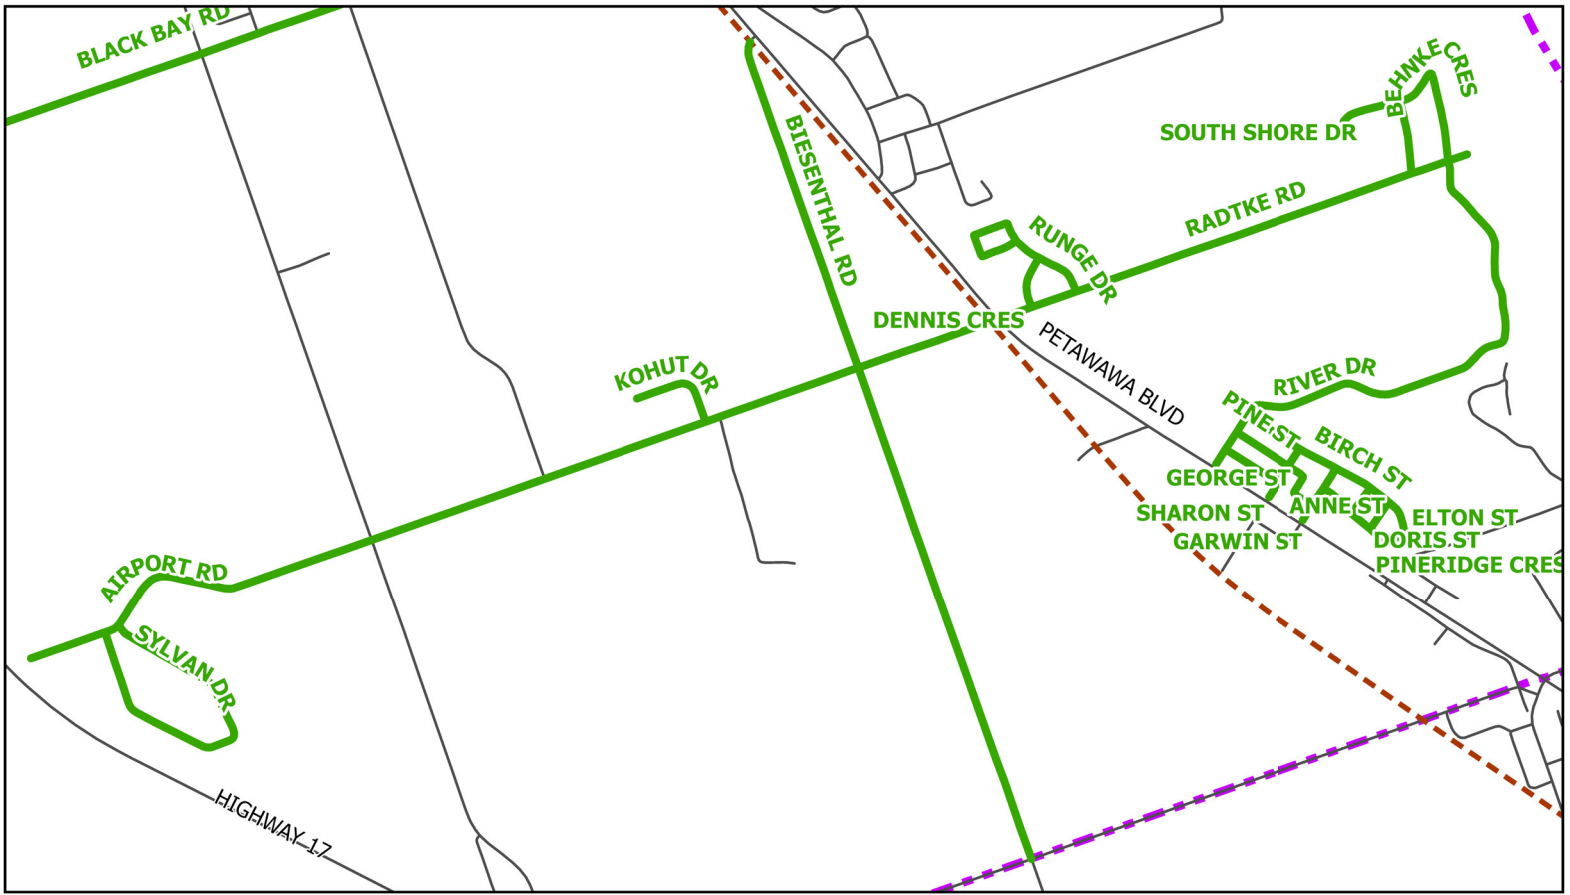 BLACK BAY RD
BEHNKE CRES
SOUTH SHORE DR
BIESENTHAL RD
RADTKE RD
RUNGE DR
DENNIS CRES
PETAWAWA BLVD
KOHUT DR
RIVER DR
PINE ST
BIRCH ST
GEORGE ST
ANNE ST
SHARON ST
ELTON ST
GARWIN ST
DORIS ST
PINERIDGE CRES
AIRPORT RD
SYLVAN DR
HIGHWAY 17